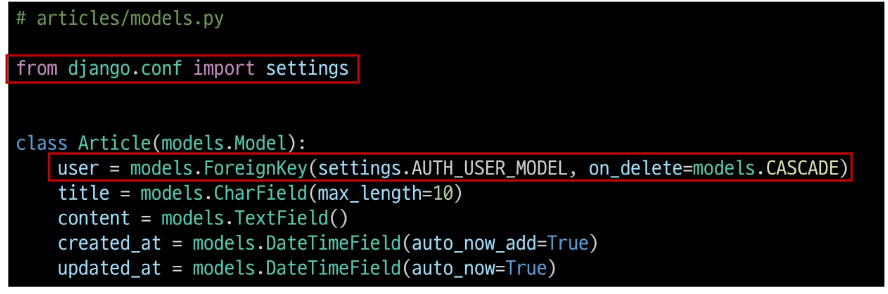 # articles/models.py
from django.conf import settings
class Article(models.Model):
user = models.ForeignKey(settings.AUTH_USER_MODEL, on_delete=models.CASCADE)
title = models.CharField(max_length=10)
content = models.TextField()
created_at = models.DateTimeField(auto_now_add=True)
updated_at = models.DateTimeField(auto_now=True)